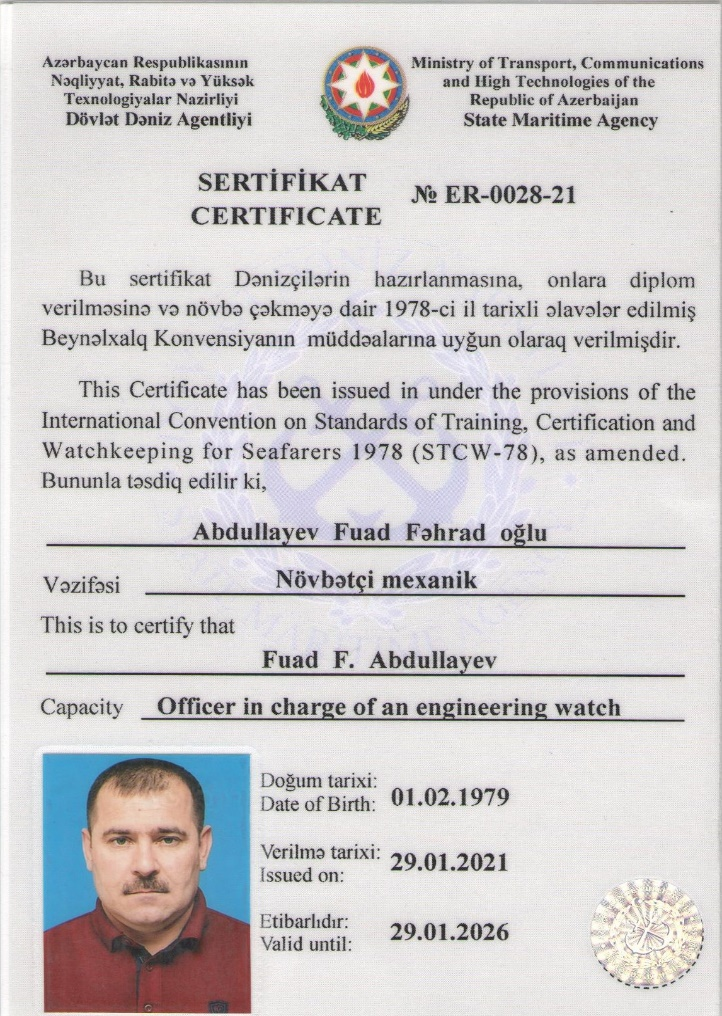 Azərbaycan Respublikasının
Nəqliyyat, Rabitə və Yüksək
Texnologiyalar Nazirliyi
Dövlət Dəniz Agentliyi
Ministry of Transport, Communications
and High Technologies of the
Republic of Azerbaijan
State Maritime Agency
SERTİFİKAT
CERTIFICATE
№ ER-0028-21
Bu sertifikat Dənizçilərin hazırlanmasına, onlara diplom
verilməsinə və növbə çəkməyə dair 1978-ci il tarixli əlavələr edilmiş
Beynəlxalq Konvensiyanın müddəalarına uyğun olaraq verilmişdir.
This Certificate has been issued in under the provisions of the
International Convention on Standards of Training, Certification and
Watchkeeping for Seafarers 1978 (STCW-78), as amended.
Bununla təsdiq edilir ki,
Abdullayev Fuad Fəhrad oğlu
Vəzifəsi Növbətçi mexanik
This is to certify that
Fuad F. Abdullayev
Capacity Officer in charge of an engineering watch
Doğum tarixi:
Date of Birth: 01.02.1979
Verilmə tarixi:
Issued on: 29.01.2021
Etibarlıdır:
Valid until: 29.01.2026